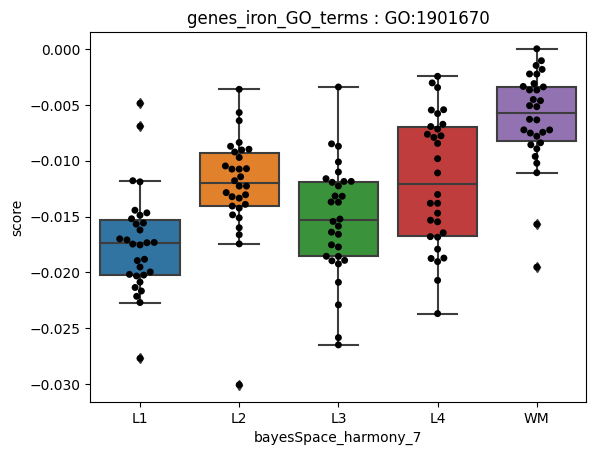 genes_iron_GO_terms : GO:1901670
0.000
−0.005
−0.010
−0.015
−0.020
−0.025
−0.030
score
L1 L2 L3 L4 WM
bayesSpace_harmony_7